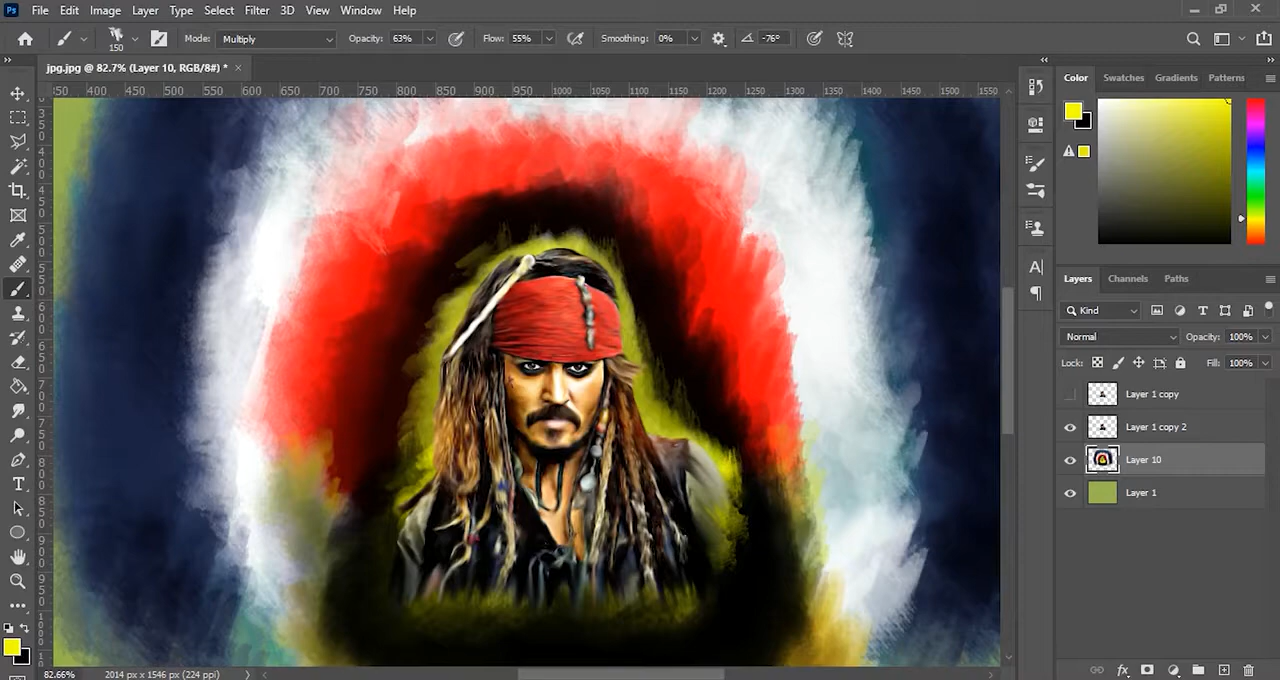 Ps File Edit Image Layer Type Select Filter 3D View Window Help
150 Mode: Multiply Opacity: 63% Flow: 55% Smoothing: 0% -76°
jpg.jpg @ 82.7% (Layer 10, RGB/8#) * ×
350 400 450 500 550 600 650 700 750 800 850 900 950 1000 1050 1100 1150 1200 1250 1300 1350 1400 1450 1500 1550
Color Swatches Gradients Patterns
Layers Channels Paths
Kind
Normal Opacity: 100%
Lock: Fill: 100%
Layer 1 copy
Layer 1 copy 2
Layer 10
Layer 1
82.66% 2014 px x 1546 px (224 ppi)